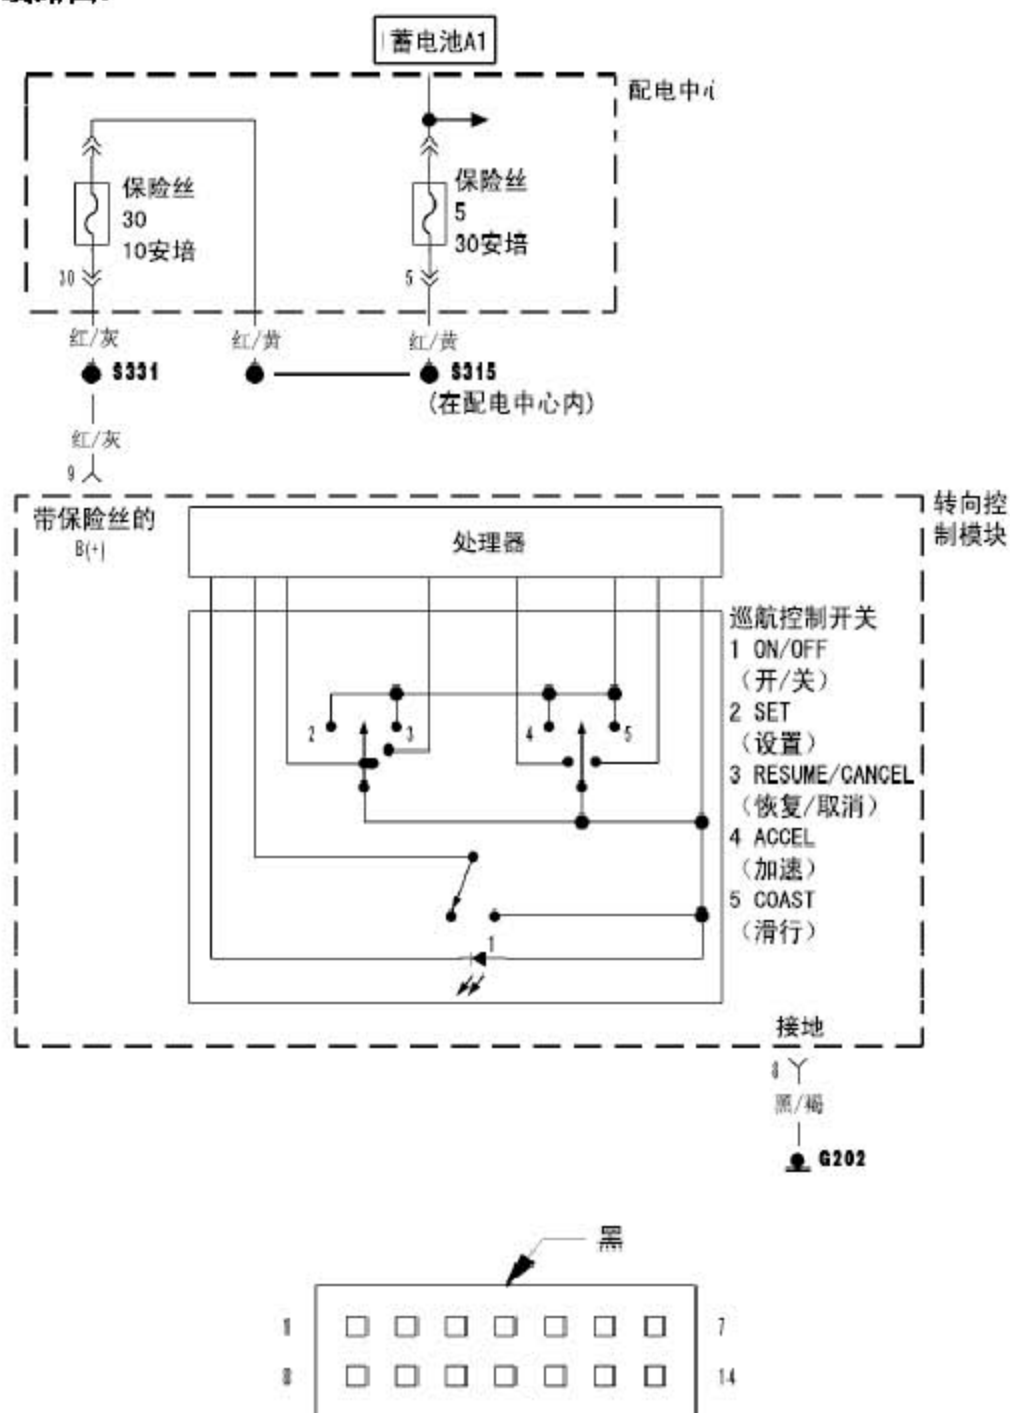 蓄电池A1
配电中心
保险丝
30
10安培
保险丝
5
30安培
30
5
红/灰
红/黄
红/黄
S331
S315
(在配电中心内)
红/灰
9
带保险丝的
B(+)
处理器
转向控
制模块
巡航控制开关
1 ON/OFF
（开/关）
2 SET
（设置）
3 RESUME/CANCEL
（恢复/取消）
4 ACCEL
（加速）
5 COAST
（滑行）
2
3
4
5
1
接地
8
黑/褐
G202
黑
1
7
8
14